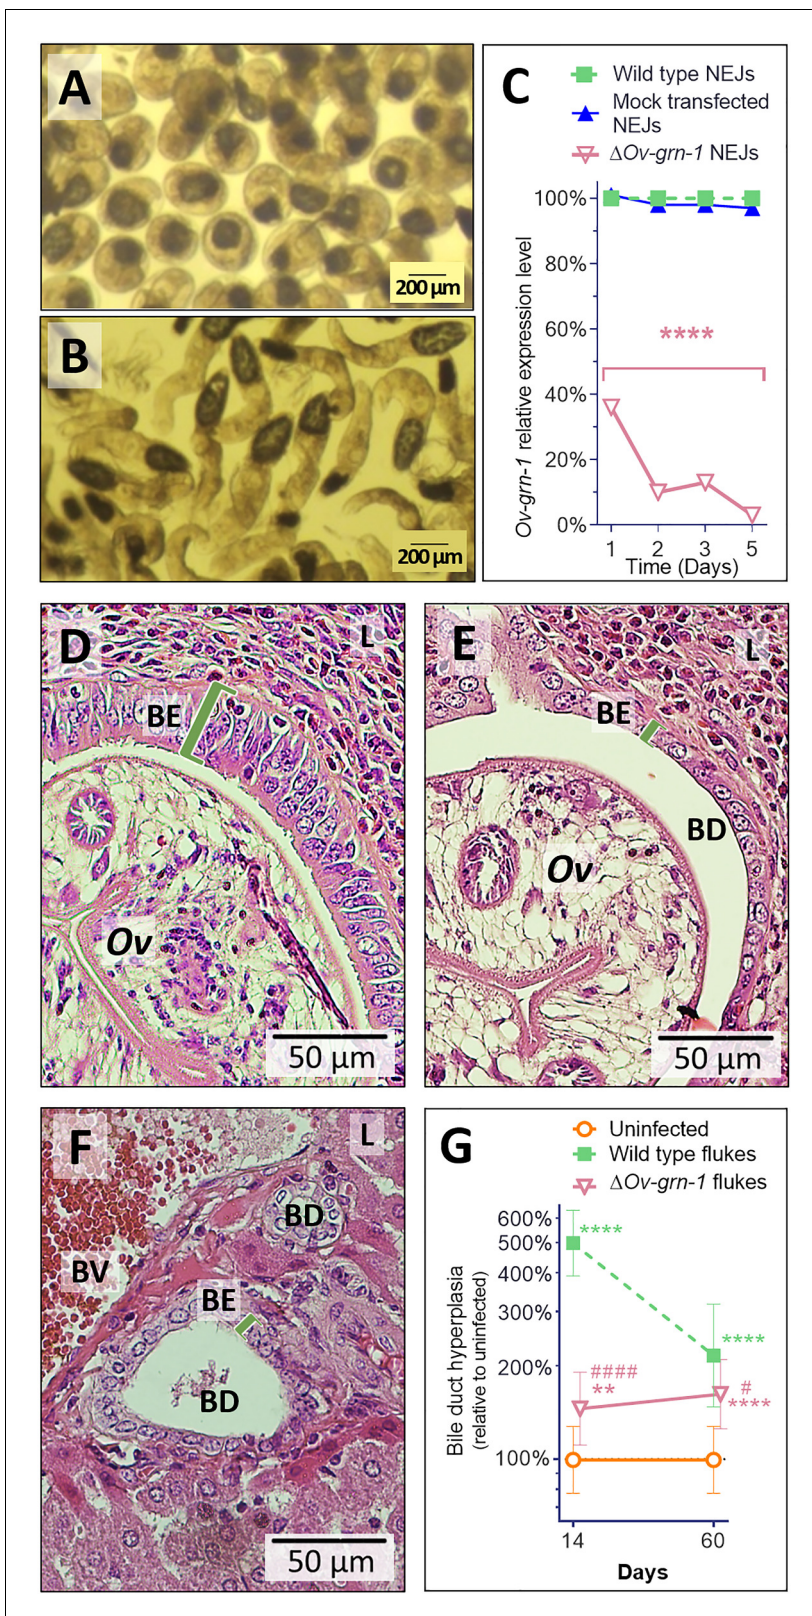 A
200 µm
B
200 µm
C
Wild type NEJs
Mock transfected
NEJs
∆Ov-grn-1 NEJs
Ov-grn-1 relative expression level
100%
80%
60%
40%
20%
0%
****
1 2 3 5
Time (Days)
D
L
BE
Ov
50 µm
E
L
BE
BD
Ov
50 µm
F
L
BD
BV
BE
BD
50 µm
G
Uninfected
Wild type flukes
∆Ov-grn-1 flukes
Bile duct hyperplasia
(relative to uninfected)
600%
500%
400%
300%
200%
100%
****
****
####
**
#
****
14 60
Days